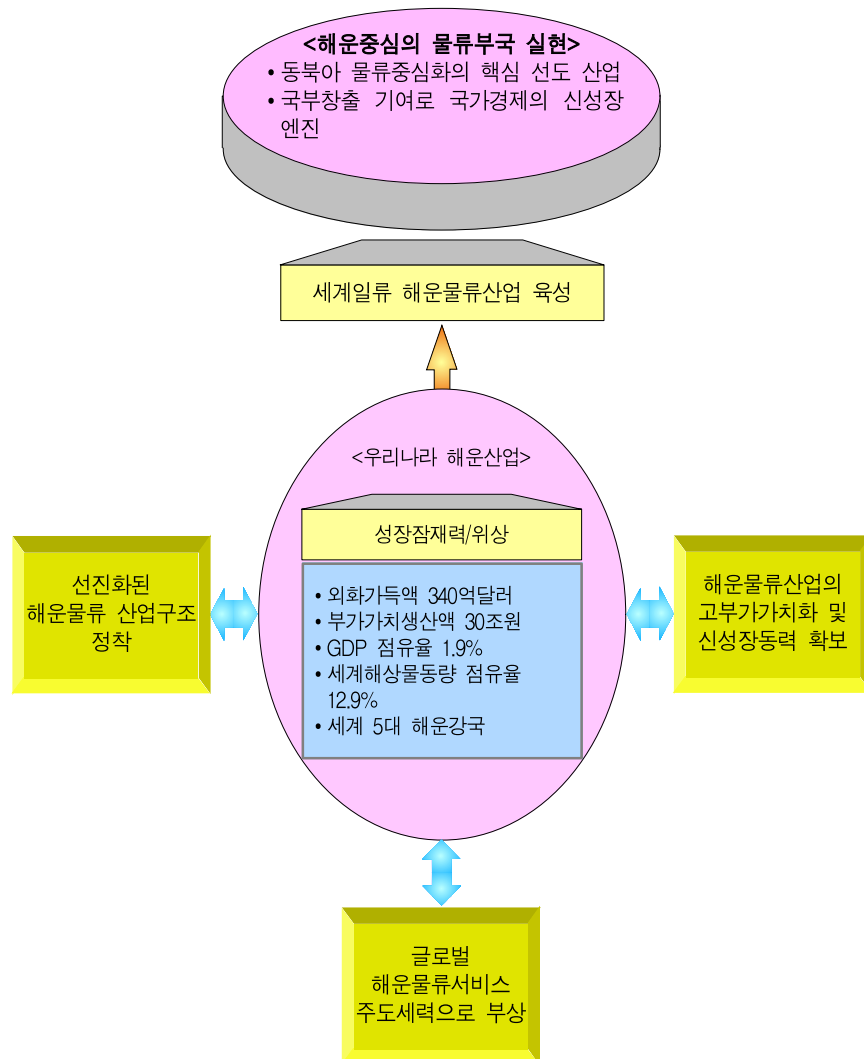 <해운중심의 물류부국 실현>
• 동북아 물류중심화의 핵심 선도 산업
• 국부창출 기여로 국가경제의 신성장
엔진
세계일류 해운물류산업 육성
<우리나라 해운산업>
성장잠재력/위상
• 외화가득액 340억달러
• 부가가치생산액 30조원
• GDP 점유율 1.9%
• 세계해상물동량 점유율
12.9%
• 세계 5대 해운강국
선진화된
해운물류 산업구조
정착
해운물류산업의
고부가가치화 및
신성장동력 확보
글로벌
해운물류서비스
주도세력으로 부상